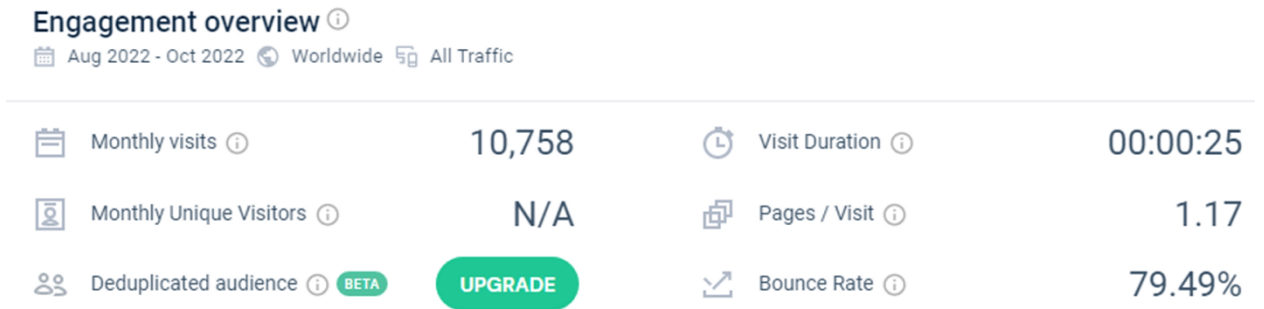 Engagement overview
Aug 2022 - Oct 2022 Worldwide All Traffic
Monthly visits 10,758 Visit Duration 00:00:25
Monthly Unique Visitors N/A Pages / Visit 1.17
Deduplicated audience BETA UPGRADE Bounce Rate 79.49%